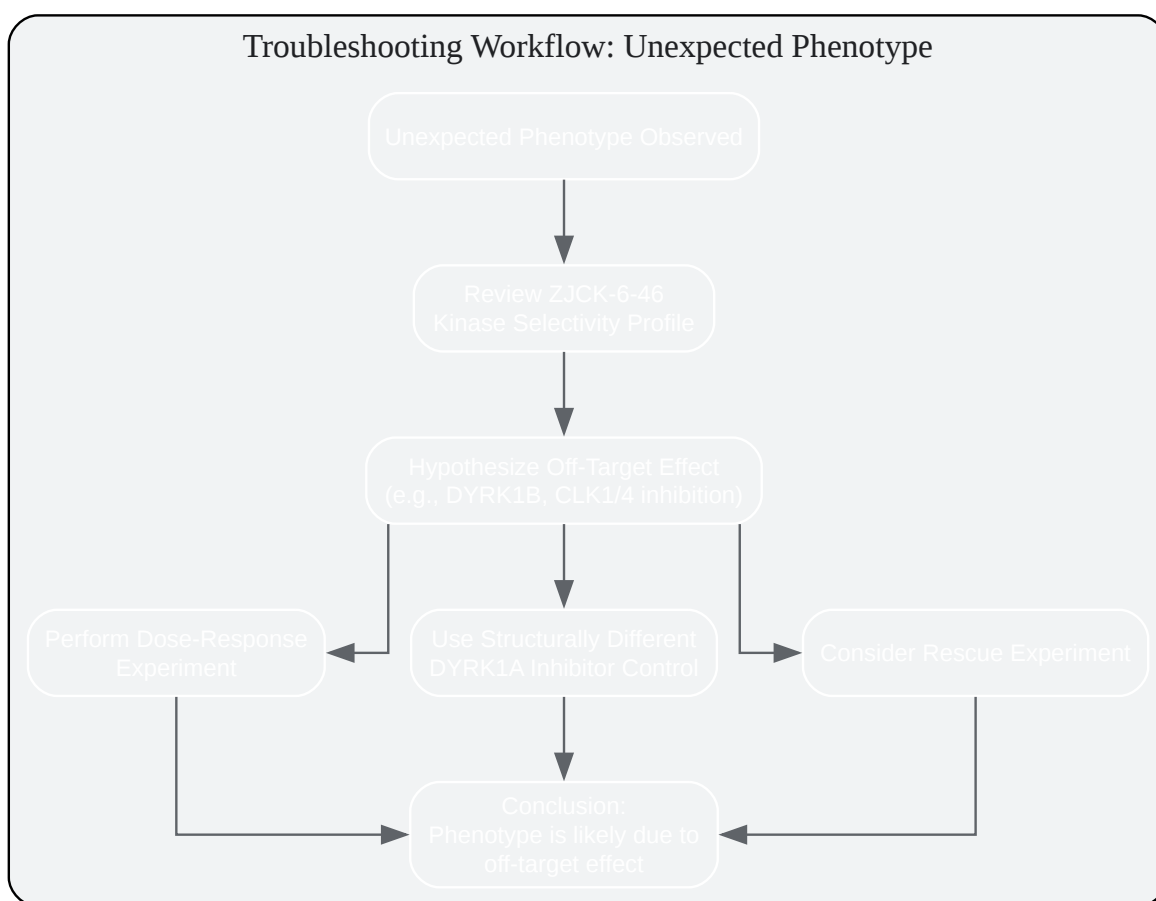 Troubleshooting Workflow: Unexpected Phenotype
Unexpected Phenotype Observed
Review ZJCK-6-46
Kinase Selectivity Profile
Hypothesize Off-Target Effect
(e.g., DYRK1B, CLK1/4 inhibition)
Perform Dose-Response
Experiment
Use Structurally Different
DYRK1A Inhibitor Control
Consider Rescue Experiment
Conclusion:
Phenotype is likely due to
off-target effect